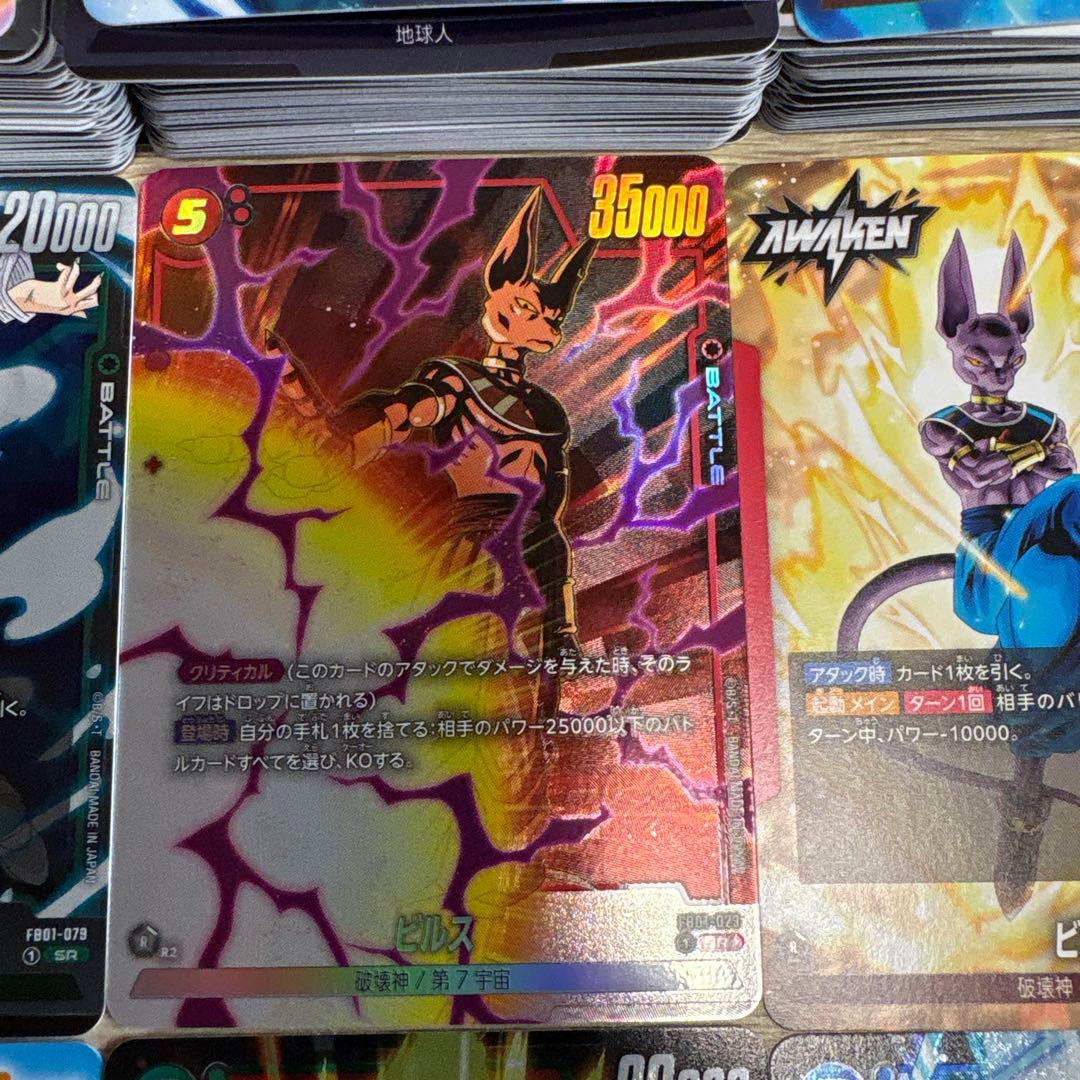 地球人
20000
BATTLE
く。
©B/S・T BANDAI MADE IN JAPAN
FB01-079
1 SR
5
35000
BATTLE
クリティカル (このカードのアタックでダメージを与えた時、そのラ
イフはドロップに置かれる)
登場時 自分の手札1枚を捨てる:相手のパワー25000以下のバト
ルカードすべてを選び、KOする。
©B/S・T BANDAI MADE IN JAPAN
ビルス
FB01-023
R R2
破壊神 / 第7宇宙
AWAKEN
アタック時 カード1枚を引く。
起動メイン ターン1回 相手のバ
ターン中、パワー-10000。
ビ
R
破壊神